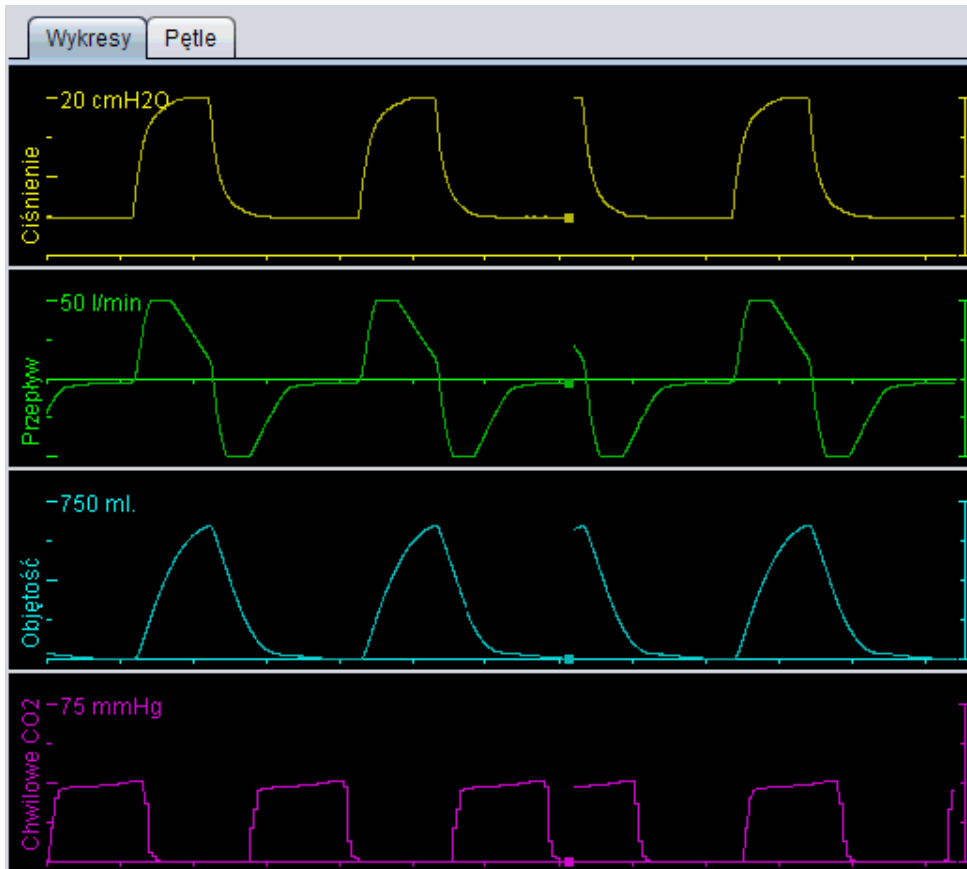 Wykresy Pętle
20 cmH2O
Ciśnienie
50 l/min
Przepływ
750 ml.
Objętość
75 mmHg
Chwilowe CO2